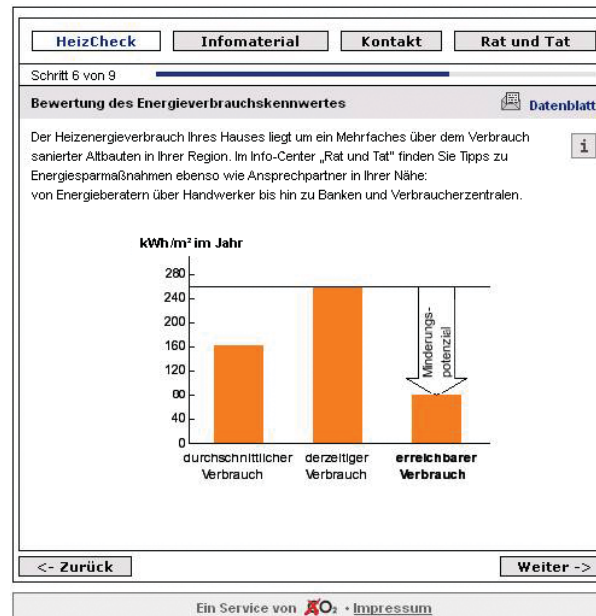 HeizCheck Infomaterial Kontakt Rat und Tat
Schritt 6 von 9
Bewertung des Energieverbrauchskennwertes Datenblatt
Der Heizenergieverbrauch Ihres Hauses liegt um ein Mehrfaches über dem Verbrauch
sanierter Altbauten in Ihrer Region. Im Info-Center „Rat und Tat" finden Sie Tipps zu
Energiesparmaßnahmen ebenso wie Ansprechpartner in Ihrer Nähe:
von Energieberatern über Handwerker bis hin zu Banken und Verbraucherzentralen.
i
kWh/m² im Jahr
280
240
200
160
120
80
40
0
Minderungs-
potenzial
durchschnittlicher
Verbrauch
derzeitiger
Verbrauch
erreichbarer
Verbrauch
<- Zurück Weiter ->
Ein Service von CO₂ • Impressum